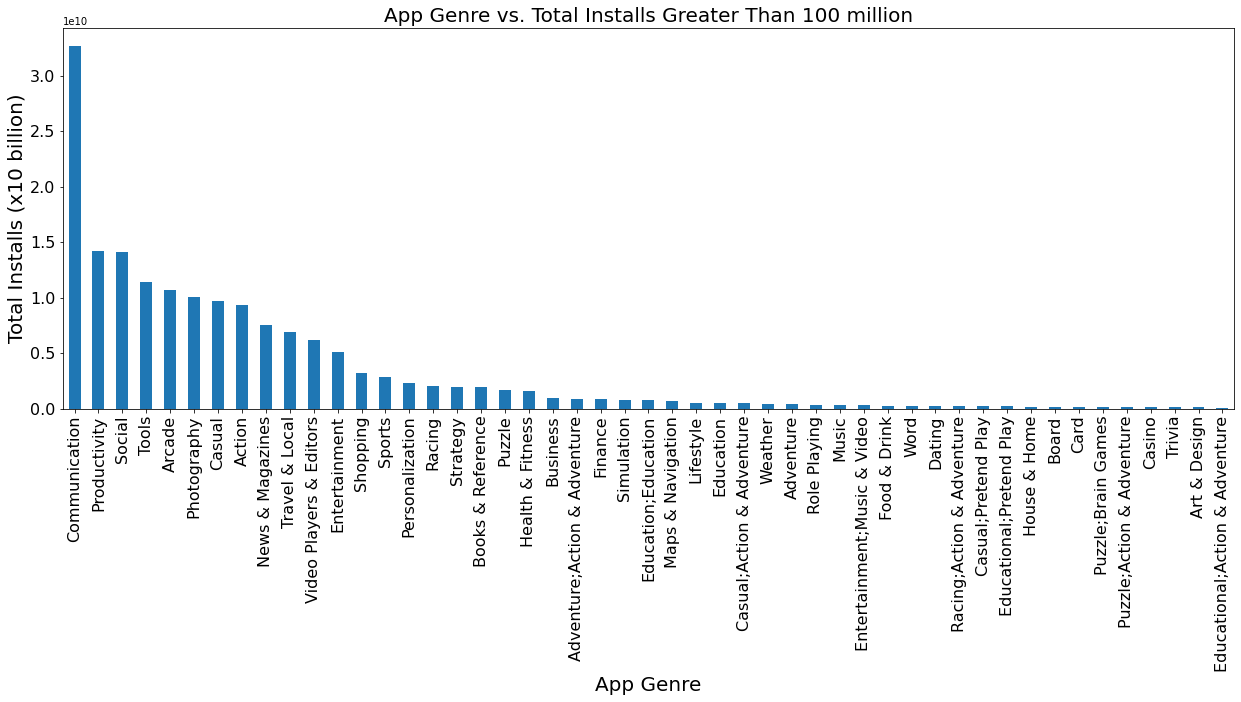 App Genre vs. Total Installs Greater Than 100 million
1e10
Total Installs (x10 billion)
3.0
2.5
2.0
1.5
1.0
0.5
0.0
Communication
Productivity
Social
Tools
Arcade
Photography
Casual
Action
News & Magazines
Travel & Local
Video Players & Editors
Entertainment
Shopping
Sports
Personalization
Racing
Strategy
Books & Reference
Puzzle
Health & Fitness
Business
Adventure;Action & Adventure
Finance
Simulation
Education;Education
Maps & Navigation
Lifestyle
Education
Casual;Action & Adventure
Weather
Adventure
Role Playing
Music
Entertainment;Music & Video
Food & Drink
Word
Dating
Racing;Action & Adventure
Casual;Pretend Play
Educational;Pretend Play
House & Home
Board
Card
Puzzle;Brain Games
Puzzle;Action & Adventure
Casino
Trivia
Art & Design
Educational;Action & Adventure
App Genre